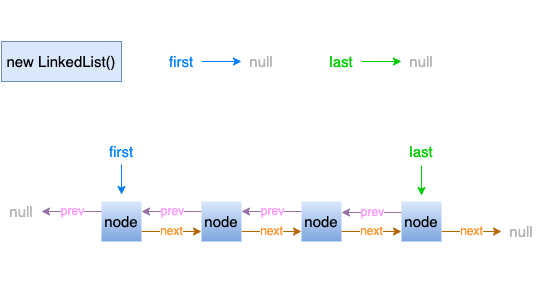 new LinkedList() first null last null
first last
null prev prev prev prev
node node node node
next next next next null